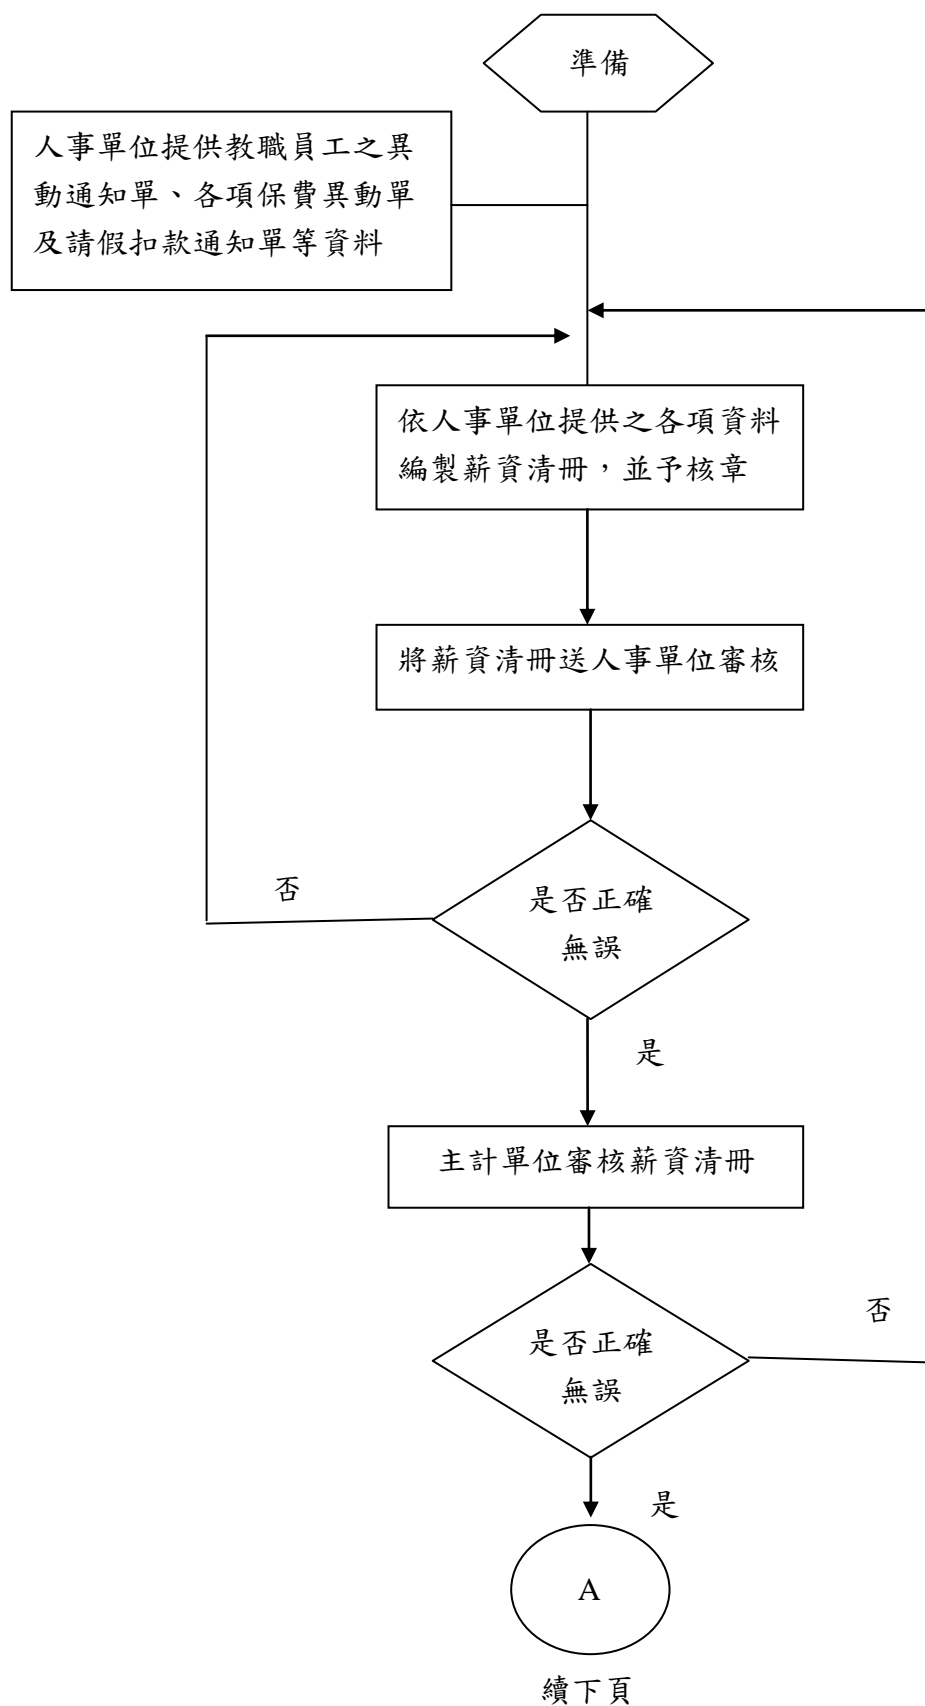 準備
人事單位提供教職員工之異
動通知單、各項保費異動單
及請假扣款通知單等資料
依人事單位提供之各項資料
編製薪資清冊，並予核章
將薪資清冊送人事單位審核
否
是否正確
無誤
是
主計單位審核薪資清冊
否
是否正確
無誤
是
A
續下頁